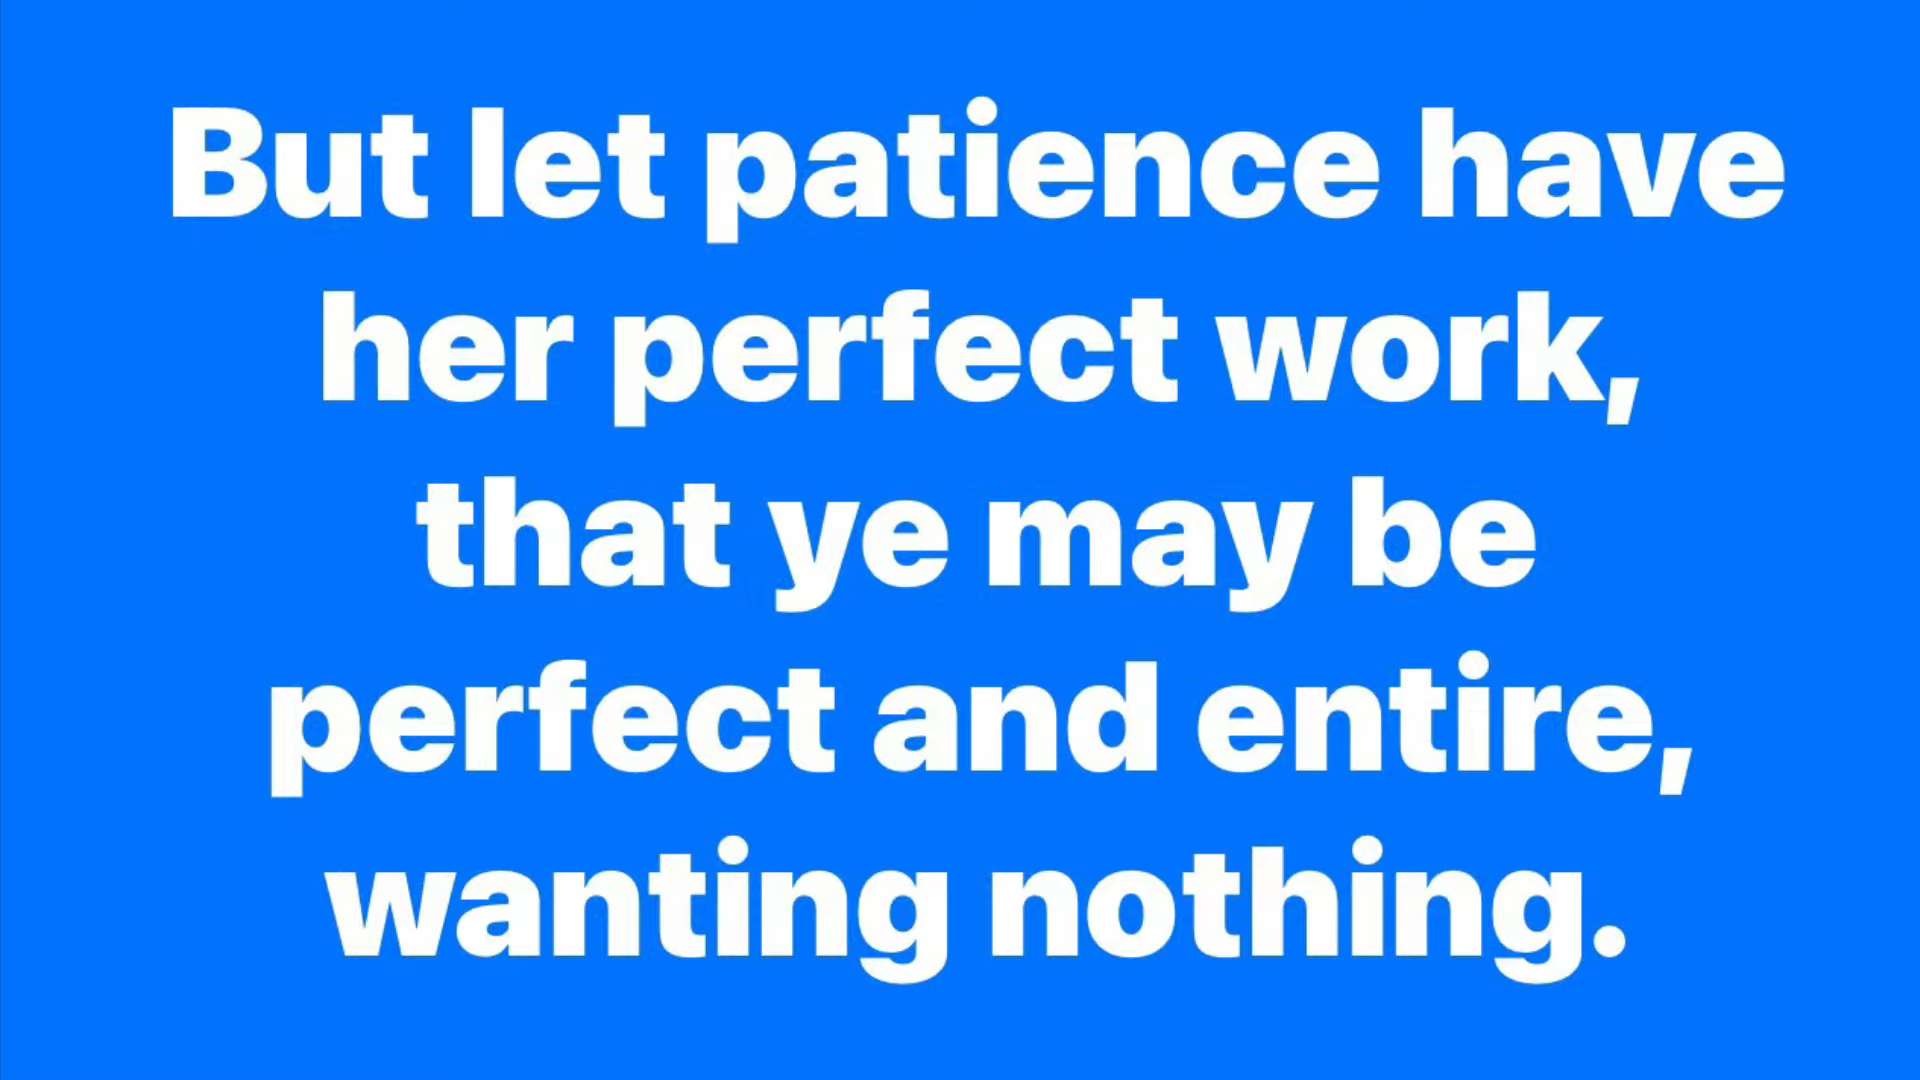 But let patience have
her perfect work,
that ye may be
perfect and entire,
wanting nothing.